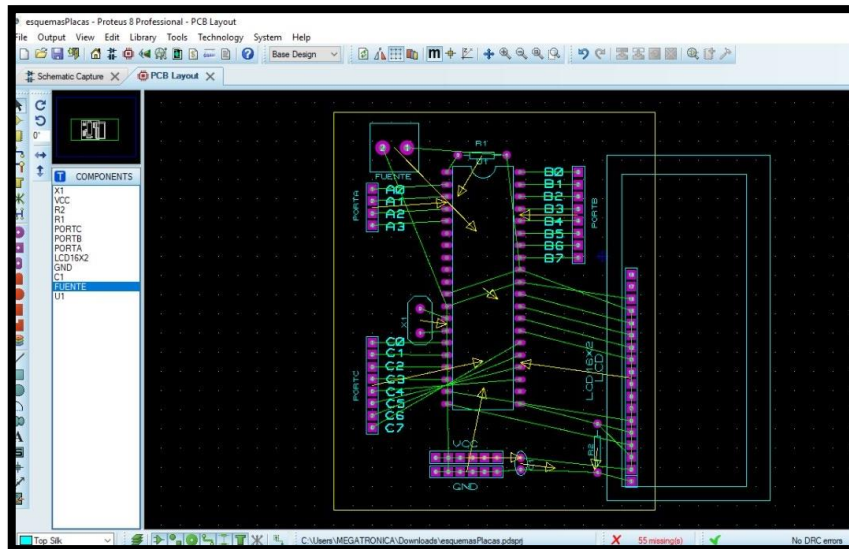 esquemasPlacas - Proteus 8 Professional - PCB Layout
File Output View Edit Library Tools Technology System Help
Base Design
Schematic Capture
PCB Layout
0°
COMPONENTS
X1
VCC
R2
R1
PORTC
PORTB
PORTA
LCD16X2
GND
C1
FUENTE
U1
R1
U1
2 1
FUENTE
PORTA
A0
A1
A2
A3
B0
B1
B2
B3
B4
B5
B6
B7
PORTB
X1
LCD16X2
LCD
PORTC
C0
C1
C2
C3
C4
C5
C6
C7
VCC
GND
R2
Top Silk
C:\Users\MEGATRONICA\Downloads\esquemasPlacas.pdsprj
55 missing(s)
No DRC errors